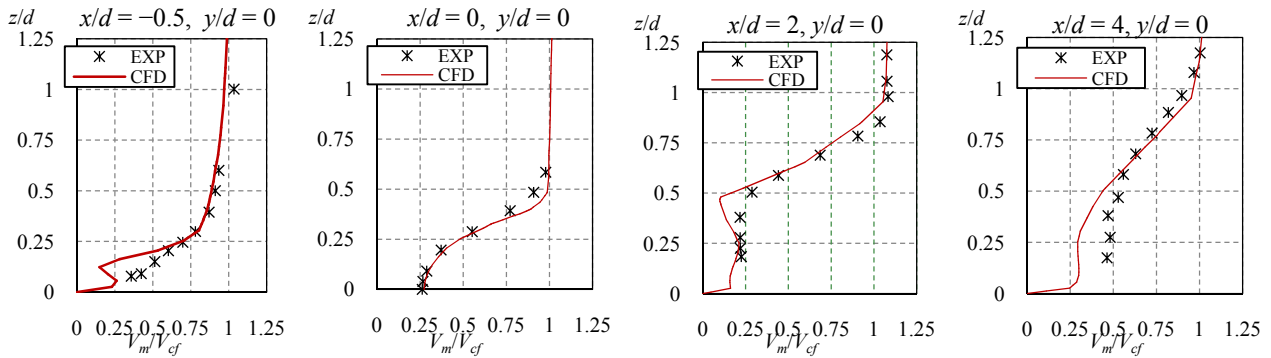 z/d x/d = −0.5, y/d = 0
1.25
EXP
CFD
1
0.75
0.5
0.25
0
0 0.25 0.5 0.75 1 1.25
Vm/Vcf
z/d x/d = 0, y/d = 0
1.25
EXP
CFD
1
0.75
0.5
0.25
0
0 0.25 0.5 0.75 1 1.25
Vm/Vcf
z/d x/d = 2, y/d = 0
1.25
EXP
CFD
1
0.75
0.5
0.25
0
0 0.25 0.5 0.75 1 1.25
Vm/Vcf
z/d x/d = 4, y/d = 0
1.25
EXP
CFD
1
0.75
0.5
0.25
0
0 0.25 0.5 0.75 1 1.25
Vm/Vcf